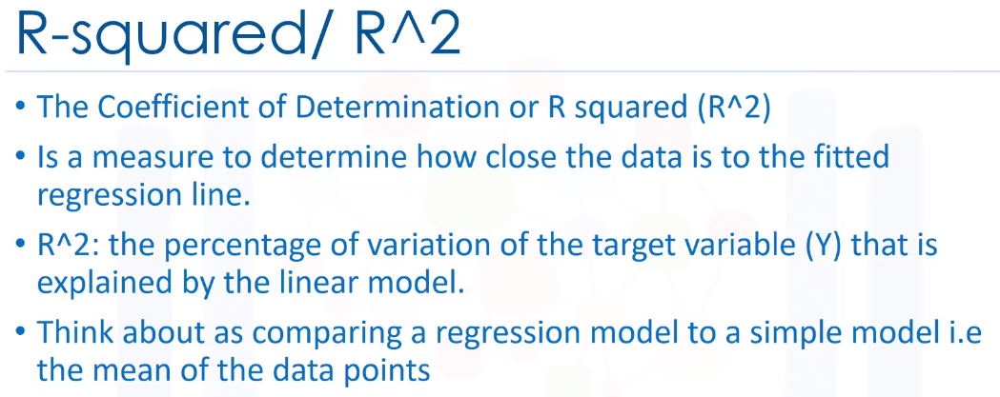 R-squared/ R^2
• The Coefficient of Determination or R squared (R^2)
• Is a measure to determine how close the data is to the fitted
regression line.
• R^2: the percentage of variation of the target variable (Y) that is
explained by the linear model.
• Think about as comparing a regression model to a simple model i.e
the mean of the data points